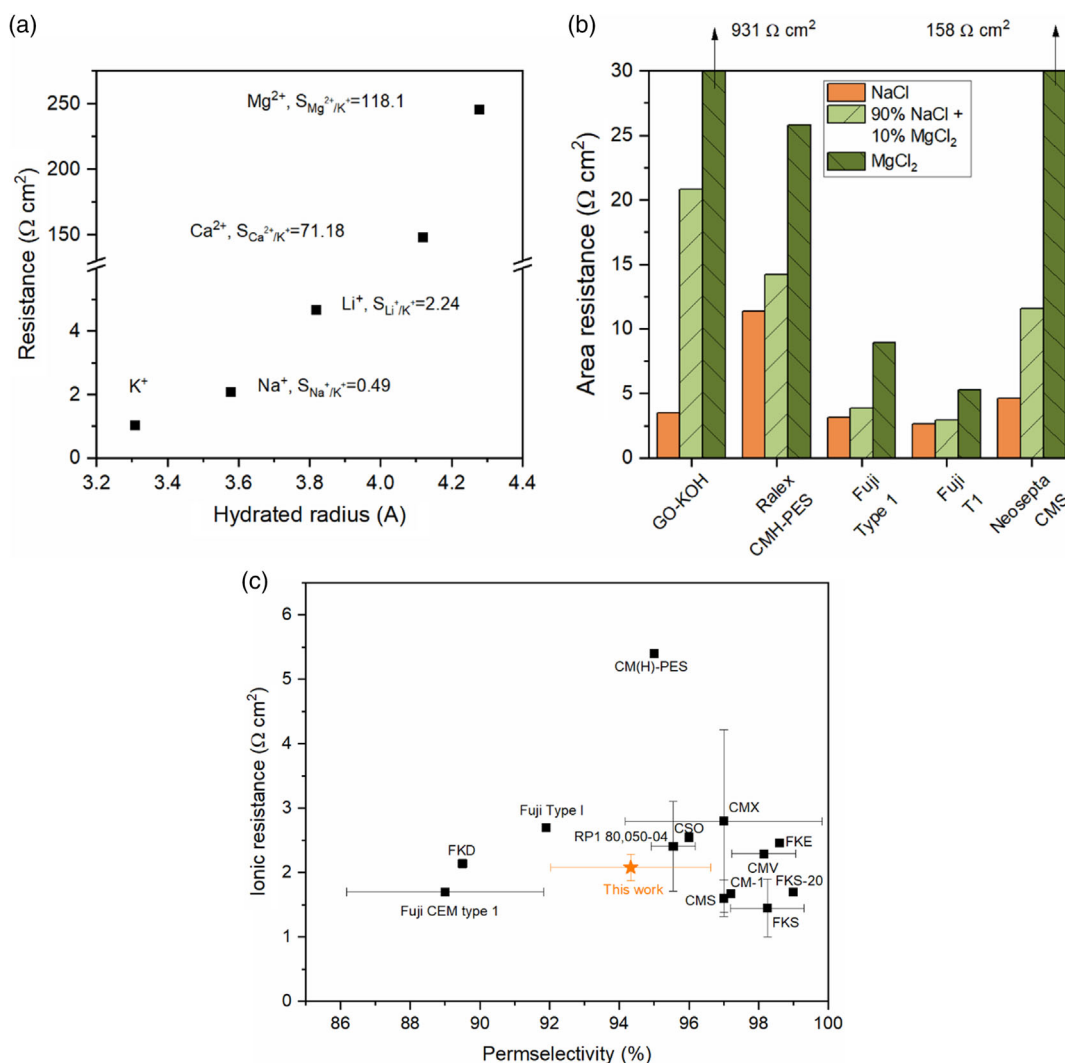 (a)
Resistance (Ω cm²)
250
200
150
4
2
0
Mg²⁺, S Mg²⁺/K⁺=118.1
Ca²⁺, S Ca²⁺/K⁺=71.18
Li⁺, S Li⁺/K⁺=2.24
K⁺
Na⁺, S Na⁺/K⁺=0.49
3.2 3.4 3.6 3.8 4.0 4.2 4.4
Hydrated radius (A)
(b)
931 Ω cm² 158 Ω cm²
Area resistance (Ω cm²)
30
25
20
15
10
5
0
NaCl
90% NaCl +
10% MgCl₂
MgCl₂
GO-KOH
Ralex
CMH-PES
Fuji
Type 1
Fuji
T1
Neosepta
CMS
(c)
Ionic resistance (Ω cm²)
6
5
4
3
2
1
0
CM(H)-PES
CMX
Fuji Type I
RP1 80,050-04
CSO
FKE
FKD
CMV
This work
CM-1
FKS-20
CMS
Fuji CEM type 1
FKS
86 88 90 92 94 96 98 100
Permselectivity (%)